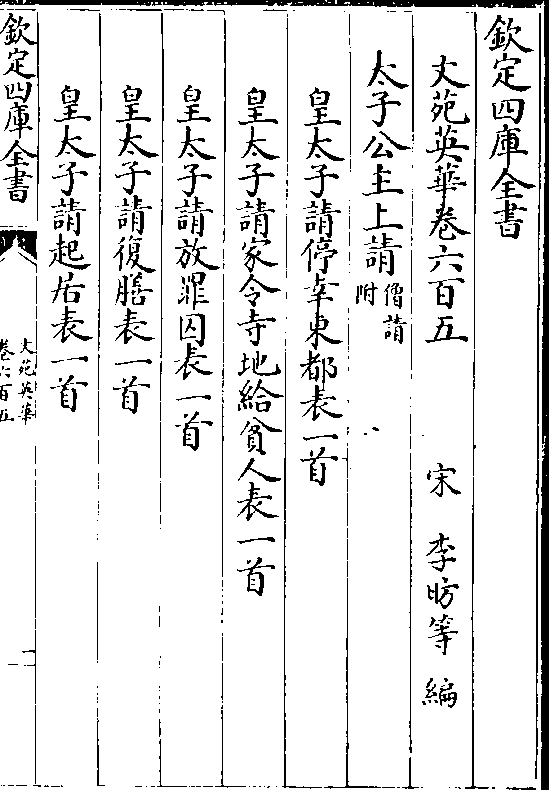 欽定四庫全書
文苑英華卷六百五
宋 李昉等 編
太子公主上請 僧請附
皇太子請停幸東都表一首
皇太子請家令寺地給貧人表一首
皇太子請放罪囚表一首
皇太子請復膳表一首
皇太子請起居表一首
欽定四庫全書
文苑英華
卷六百五
一